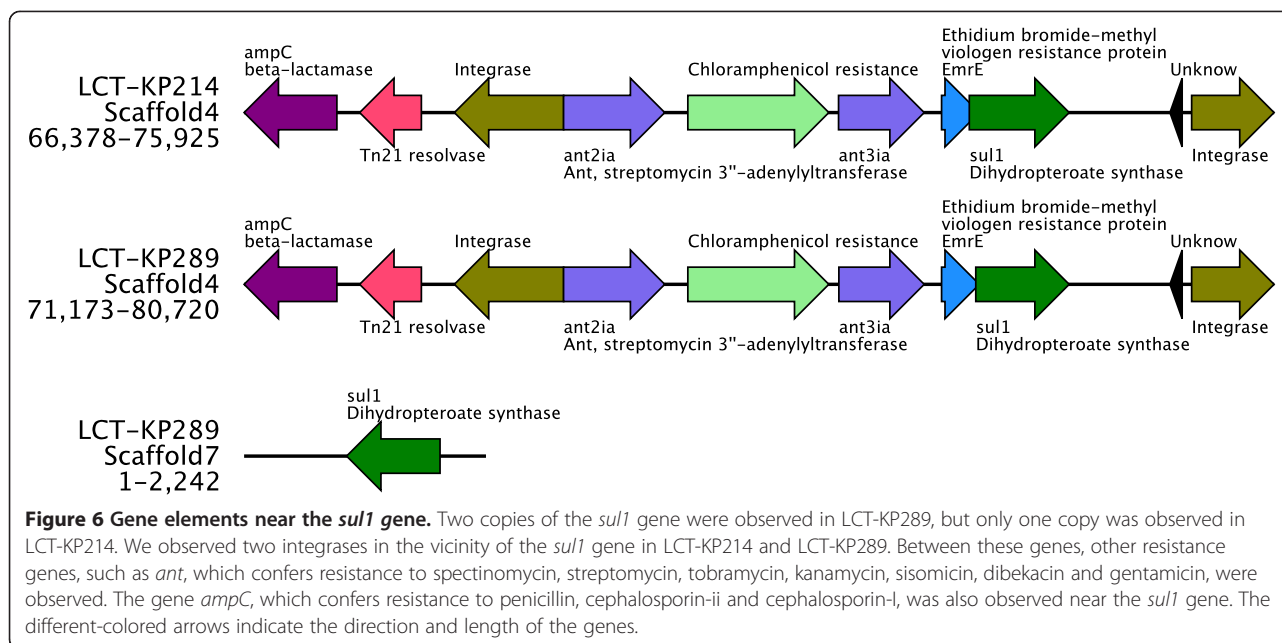 Ethidium bromide-methyl
viologen resistance protein
ampC
beta-lactamase
Integrase
Chloramphenicol resistance
EmrE
Unknow
LCT-KP214
Scaffold4
66,378-75,925
Tn21 resolvase
ant2ia
Ant, streptomycin 3"-adenylyltransferase
ant3ia
sul1
Dihydropteroate synthase
Integrase
Ethidium bromide-methyl
viologen resistance protein
ampC
beta-lactamase
Integrase
Chloramphenicol resistance
EmrE
Unknow
LCT-KP289
Scaffold4
71,173-80,720
Tn21 resolvase
ant2ia
Ant, streptomycin 3"-adenylyltransferase
ant3ia
sul1
Dihydropteroate synthase
Integrase
sul1
Dihydropteroate synthase
LCT-KP289
Scaffold7
1-2,242
Figure 6 Gene elements near the sul1 gene. Two copies of the sul1 gene were observed in LCT-KP289, but only one copy was observed in
LCT-KP214. We observed two integrases in the vicinity of the sul1 gene in LCT-KP214 and LCT-KP289. Between these genes, other resistance
genes, such as ant, which confers resistance to spectinomycin, streptomycin, tobramycin, kanamycin, sisomicin, dibekacin and gentamicin, were
observed. The gene ampC, which confers resistance to penicillin, cephalosporin-ii and cephalosporin-I, was also observed near the sul1 gene. The
different-colored arrows indicate the direction and length of the genes.